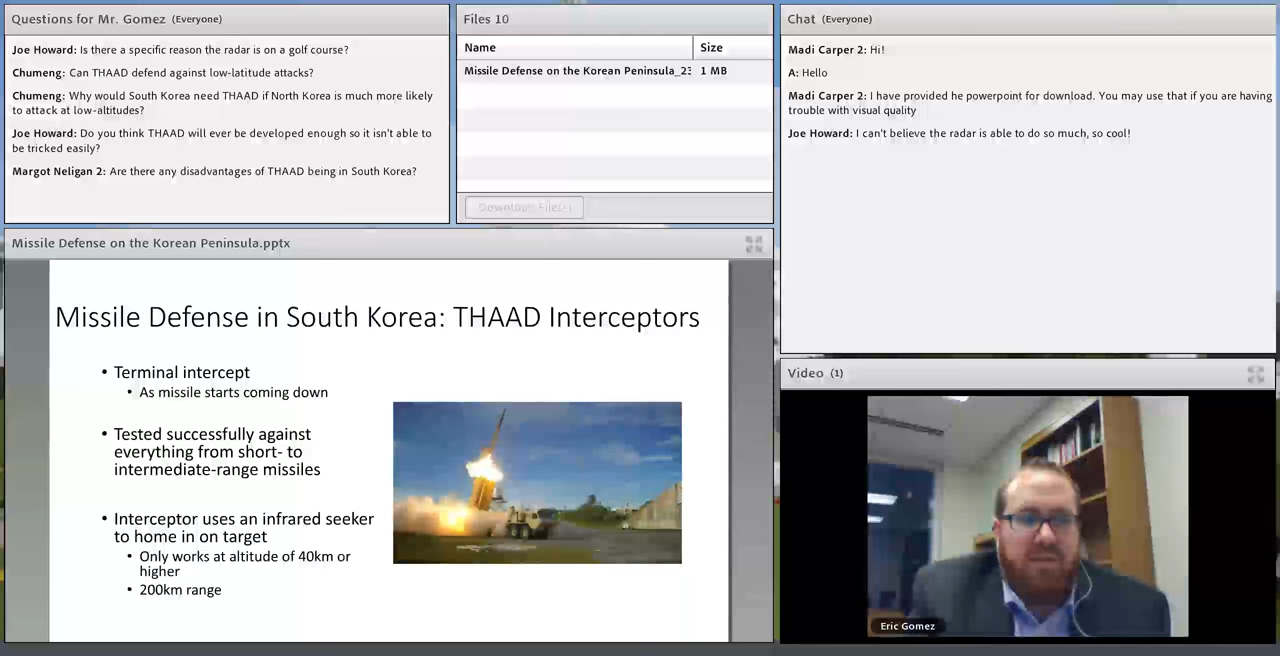 Questions for Mr. Gomez (Everyone)
Joe Howard: Is there a specific reason the radar is on a golf course?
Chumeng: Can THAAD defend against low-latitude attacks?
Chumeng: Why would South Korea need THAAD if North Korea is much more likely
to attack at low-altitudes?
Joe Howard: Do you think THAAD will ever be developed enough so it isn't able to
be tricked easily?
Margot Neligan 2: Are there any disadvantages of THAAD being in South Korea?
Files 10
Name Size
Missile Defense on the Korean Peninsula_23 1 MB
Download File(s)
Chat (Everyone)
Madi Carper 2: Hi!
A: Hello
Madi Carper 2: I have provided he powerpoint for download. You may use that if you are having
trouble with visual quality
Joe Howard: I can't believe the radar is able to do so much, so cool!
Missile Defense on the Korean Peninsula.pptx
Missile Defense in South Korea: THAAD Interceptors
• Terminal intercept
• As missile starts coming down
• Tested successfully against
everything from short- to
intermediate-range missiles
• Interceptor uses an infrared seeker
to home in on target
• Only works at altitude of 40km or
higher
• 200km range
Video (1)
Eric Gomez